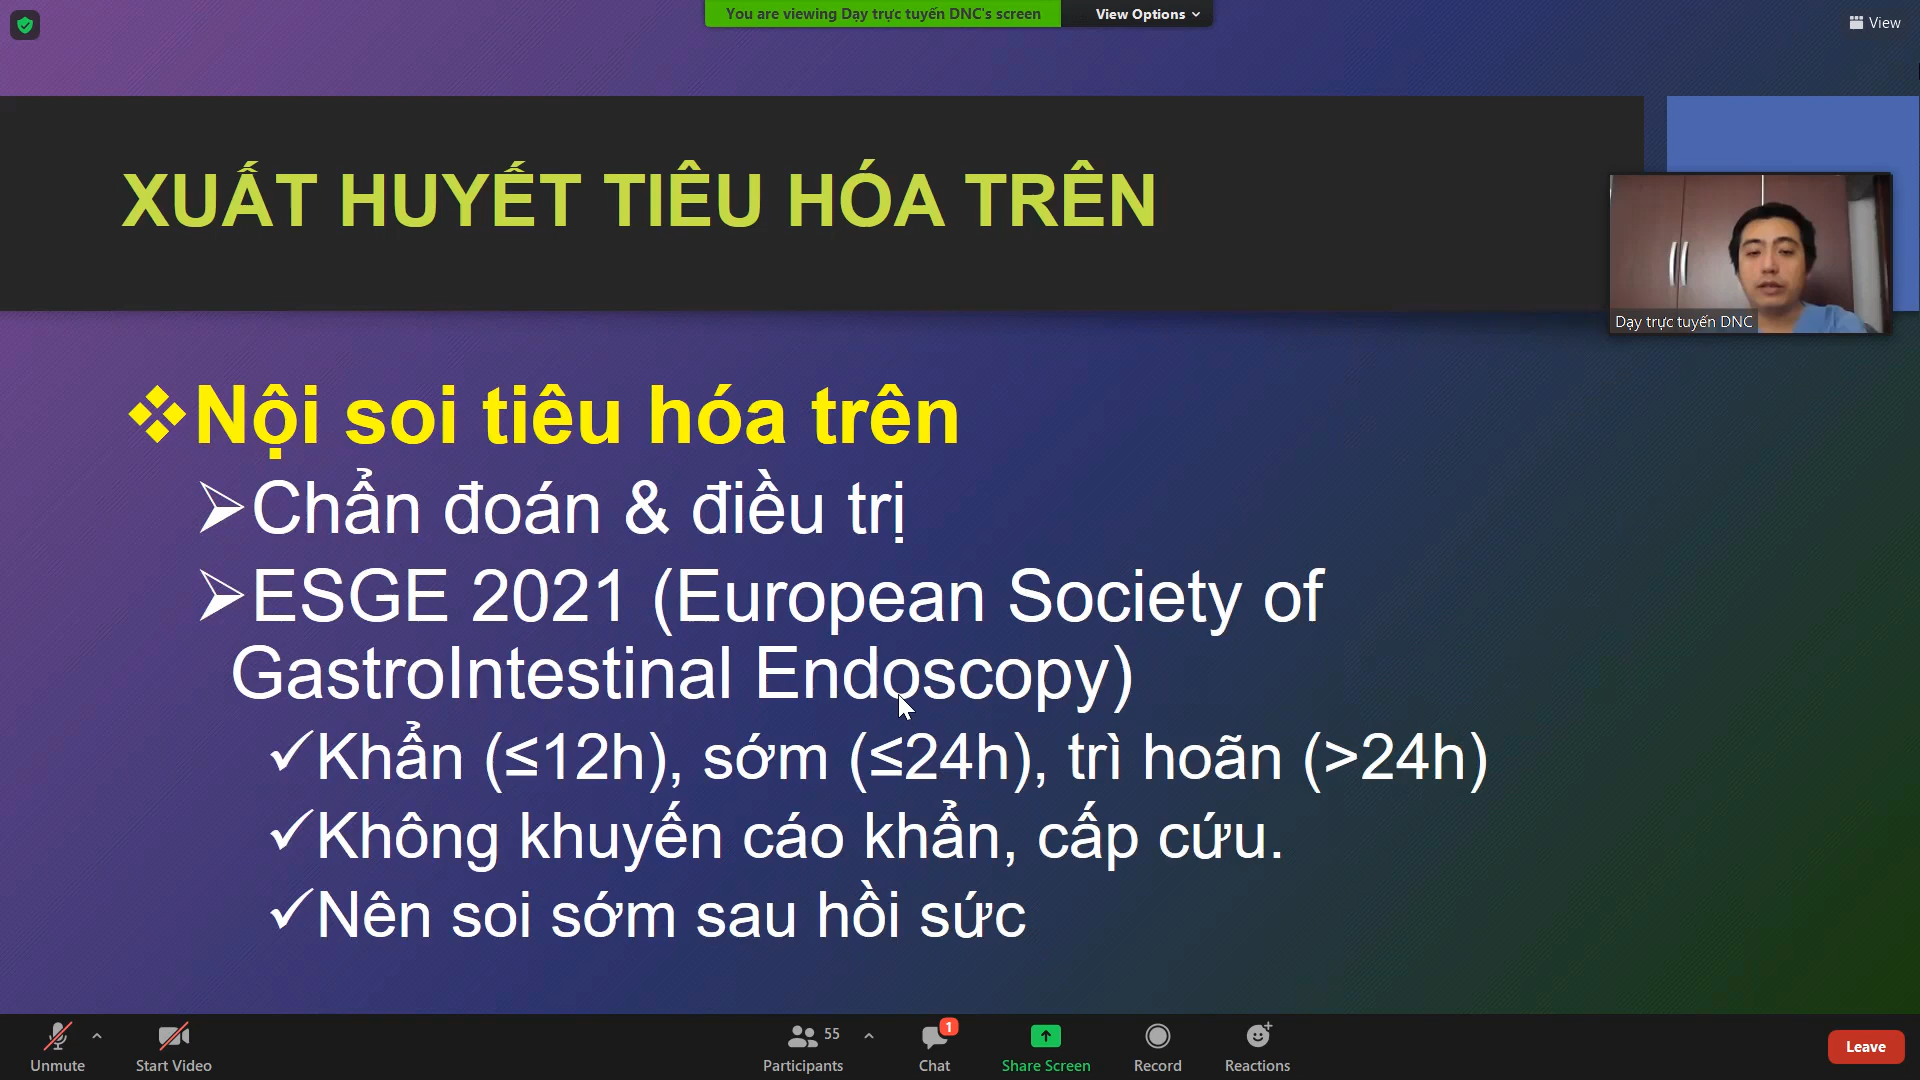 You are viewing Dạy trực tuyến DNC's screen
View Options
View
XUẤT HUYẾT TIÊU HÓA TRÊN
Dạy trực tuyến DNC
Nội soi tiêu hóa trên
Chẩn đoán & điều trị
ESGE 2021 (European Society of
GastroIntestinal Endoscopy)
Khẩn (≤12h), sớm (≤24h), trì hoãn (>24h)
Không khuyến cáo khẩn, cấp cứu.
Nên soi sớm sau hồi sức
Unmute
Start Video
55
Participants
1
Chat
Share Screen
Record
Reactions
Leave